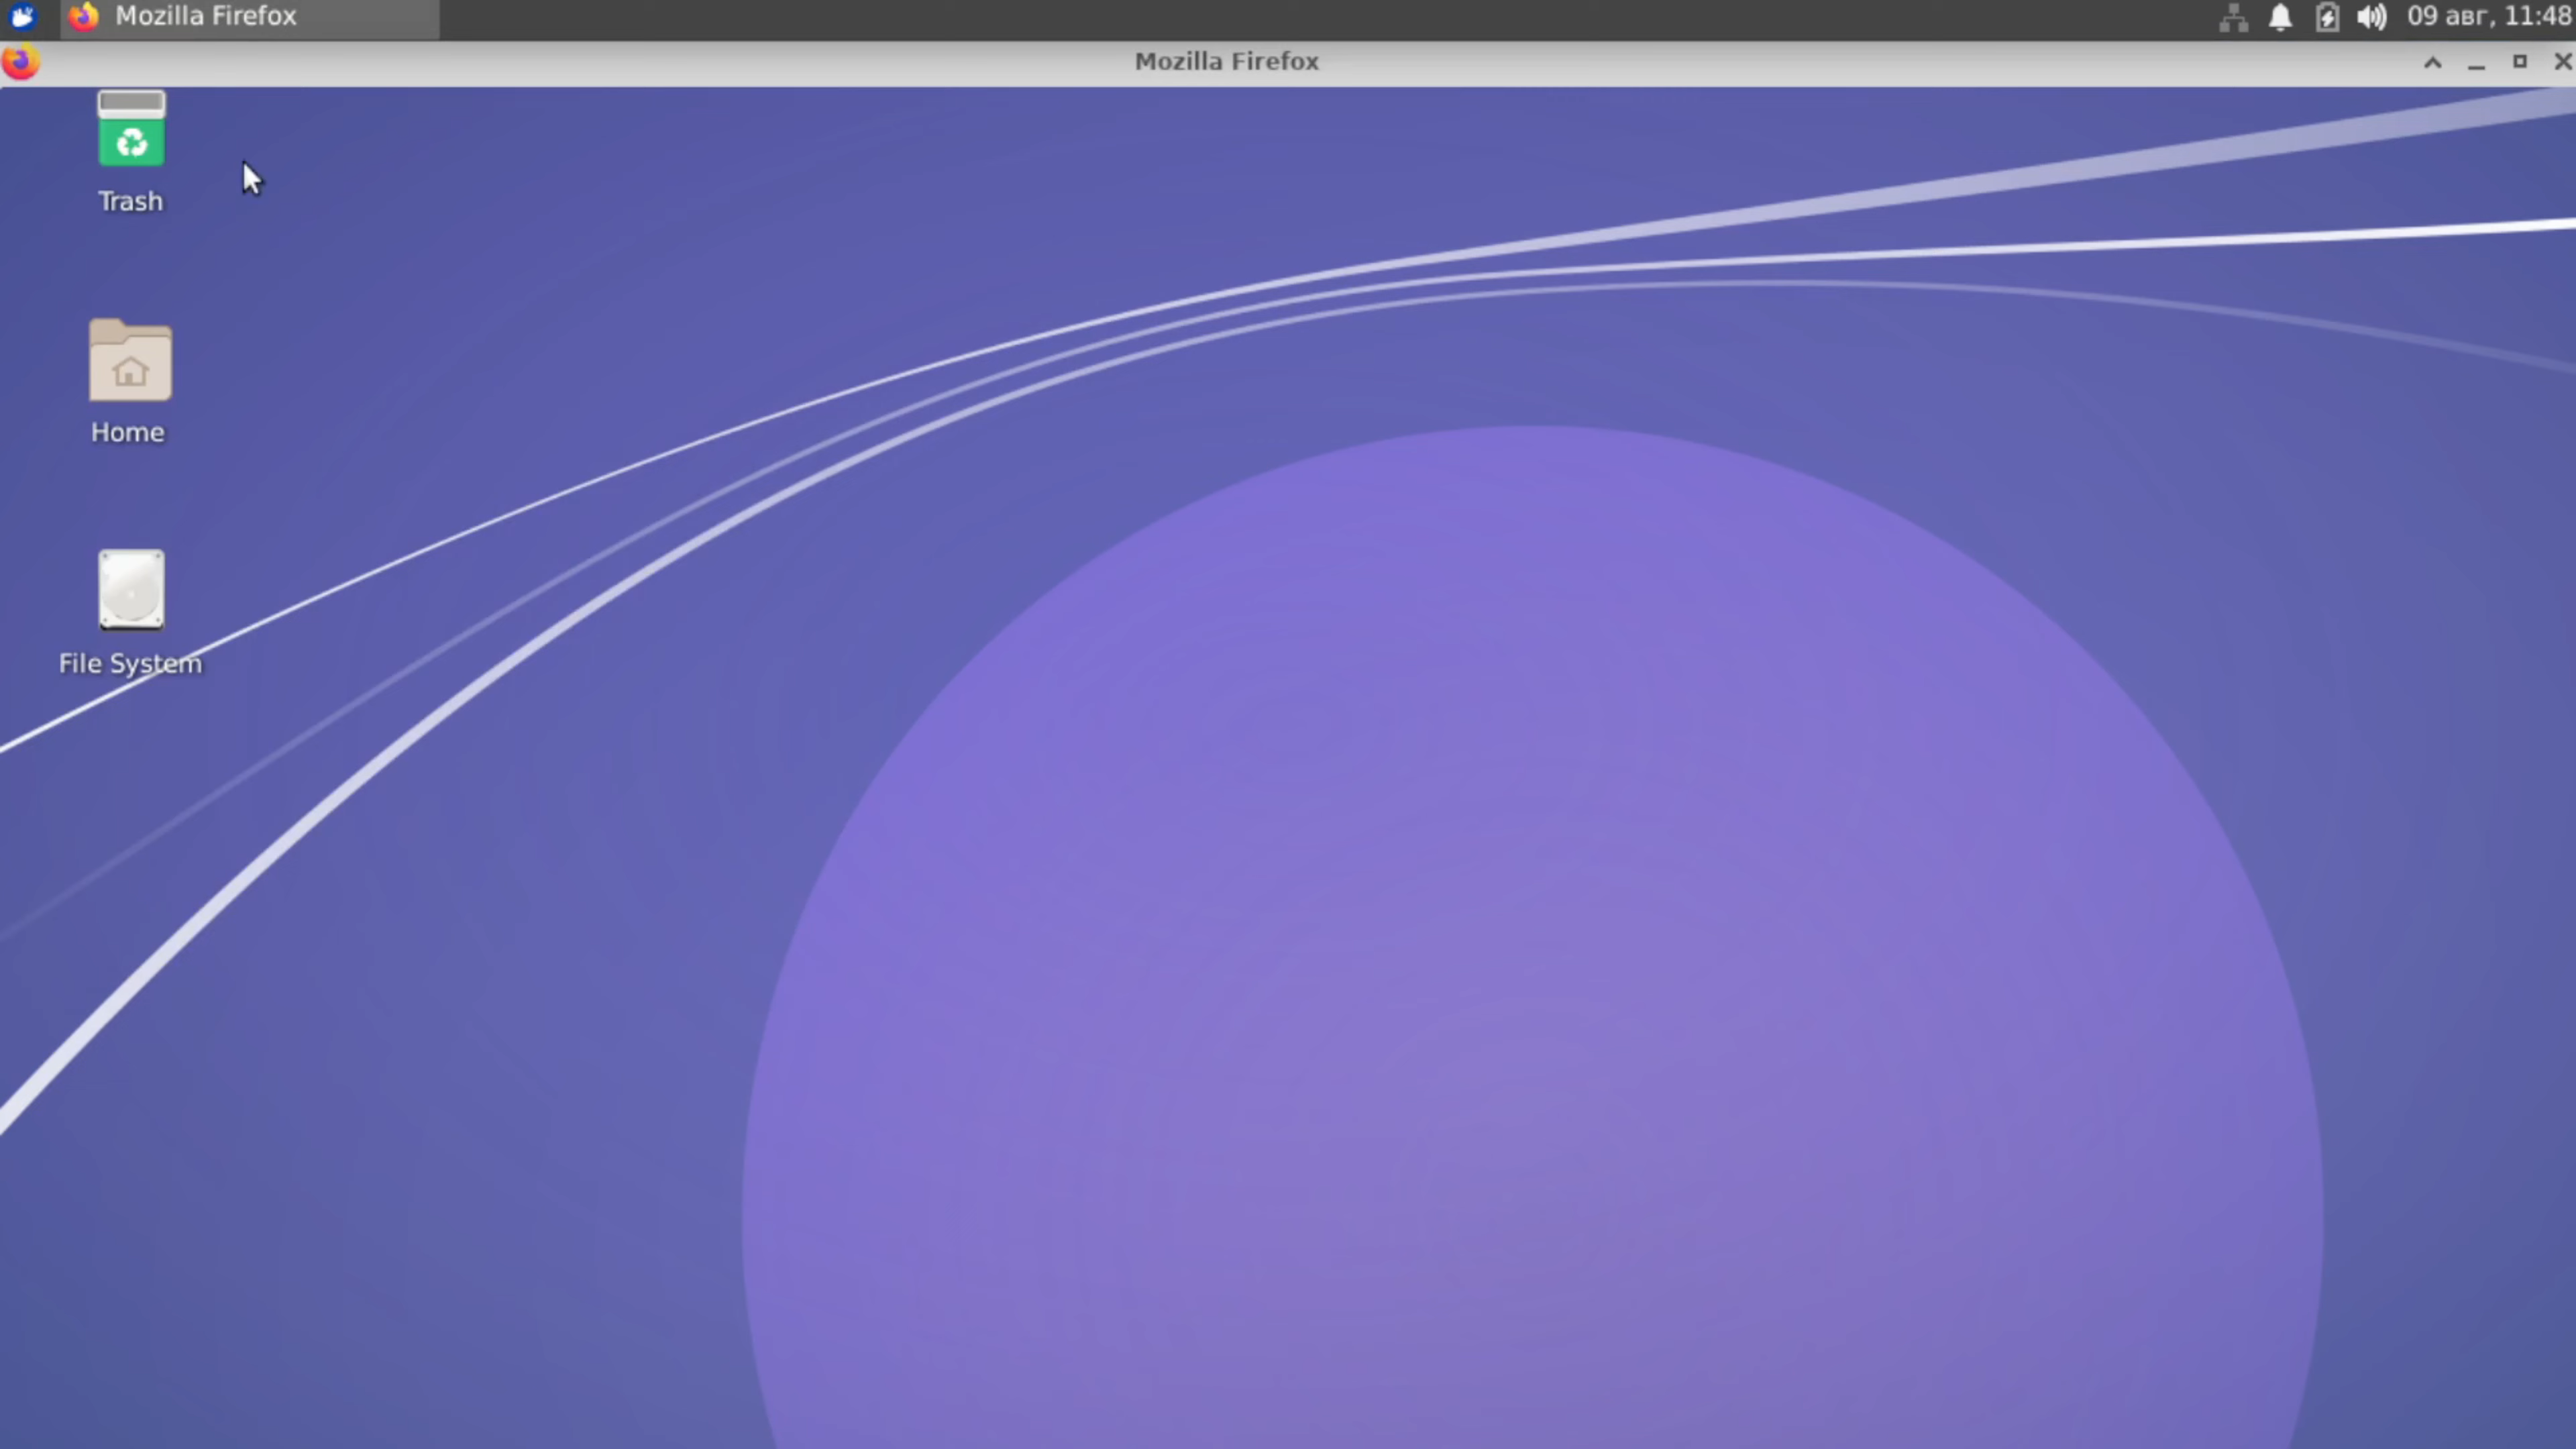 Mozilla Firefox
09 авг, 11:48
Mozilla Firefox
Trash
Home
File System